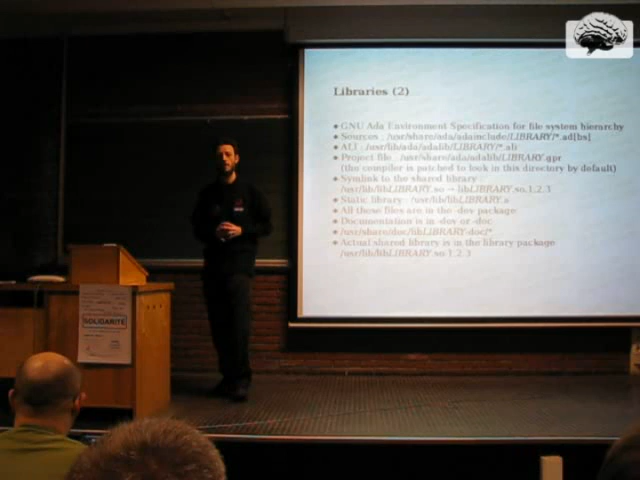 Libraries (2)
GNU Ada Environment Specification for file system hierarchy
Sources : /usr/share/ada/adainclude/LIBRARY/*.ad[bs]
ALI : /usr/lib/ada/adalib/LIBRARY/*.ali
Project file : /usr/share/ada/adalib/LIBRARY.gpr
(the compiler is patched to look in this directory by default)
Symlink to the shared library :
/usr/lib/libLIBRARY.so → libLIBRARY.so.1.2.3
Static library : /usr/lib/libLIBRARY.a
All these files are in the -dev package
Documentation is in -dev or -doc
/usr/share/doc/libLIBRARY-doc/*
Actual shared library is in the library package
/usr/lib/libLIBRARY.so.1.2.3
SOLIDARITÉ